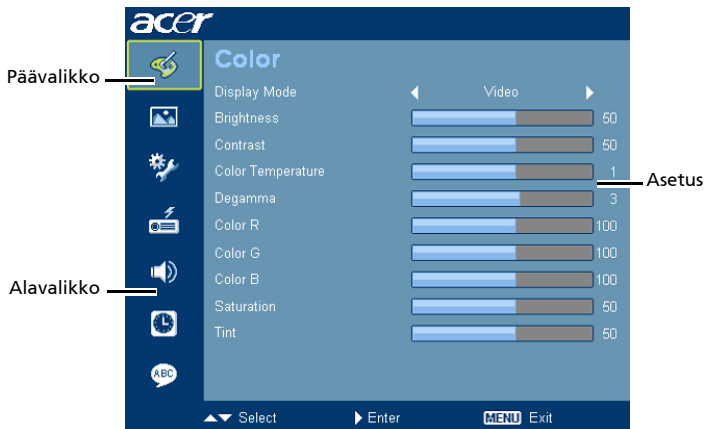 acer
Color
Display Mode Video
Brightness 50
Contrast 50
Color Temperature 1
Degamma 3
Color R 100
Color G 100
Color B 100
Saturation 50
Tint 50
Päävalikko
Alavalikko
Asetus
ABC
Select Enter MENU Exit